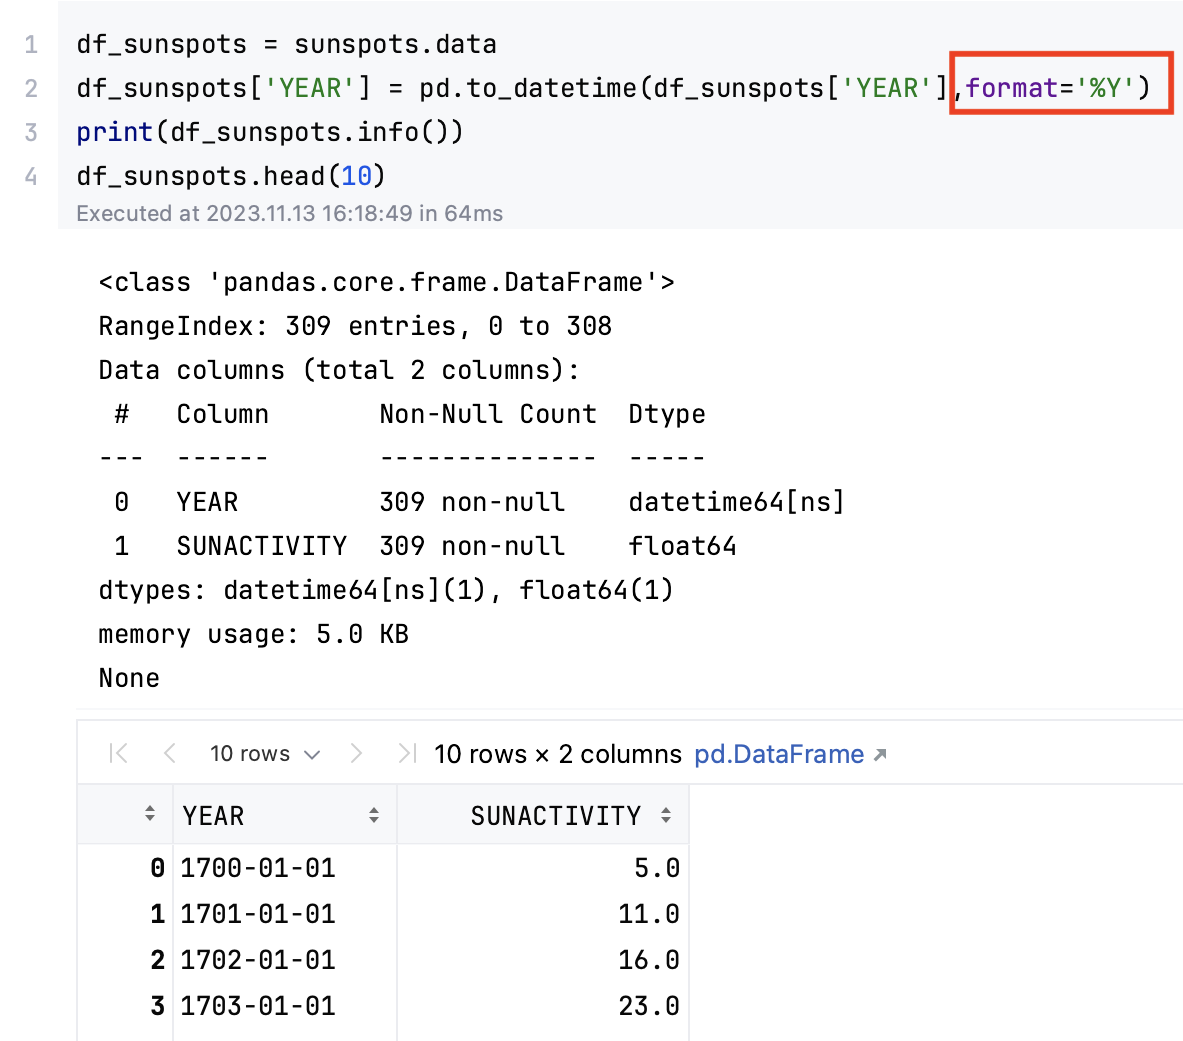 1 df_sunspots = sunspots.data
2 df_sunspots['YEAR'] = pd.to_datetime(df_sunspots['YEAR'],format='%Y')
3 print(df_sunspots.info())
4 df_sunspots.head(10)
Executed at 2023.11.13 16:18:49 in 64ms
<class 'pandas.core.frame.DataFrame'>
RangeIndex: 309 entries, 0 to 308
Data columns (total 2 columns):
 #   Column       Non-Null Count  Dtype
---  ------       --------------  -----
 0   YEAR         309 non-null    datetime64[ns]
 1   SUNACTIVITY  309 non-null    float64
dtypes: datetime64[ns](1), float64(1)
memory usage: 5.0 KB
None
10 rows 10 rows × 2 columns pd.DataFrame
YEAR SUNACTIVITY
0 1700-01-01 5.0
1 1701-01-01 11.0
2 1702-01-01 16.0
3 1703-01-01 23.0